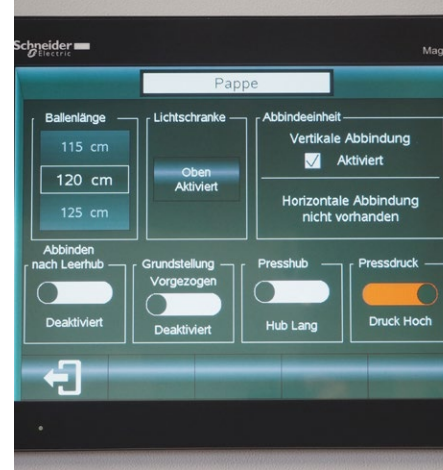 Schneider
Electric
Mag
Pappe
Ballenlänge
115 cm
120 cm
125 cm
Lichtschranke
Oben
Aktiviert
Abbindeeinheit
Vertikale Abbindung
Aktiviert
Horizontale Abbindung
nicht vorhanden
Abbinden
nach Leerhub
Deaktiviert
Grundstellung
Vorgezogen
Deaktiviert
Presshub
Hub Lang
Pressdruck
Druck Hoch